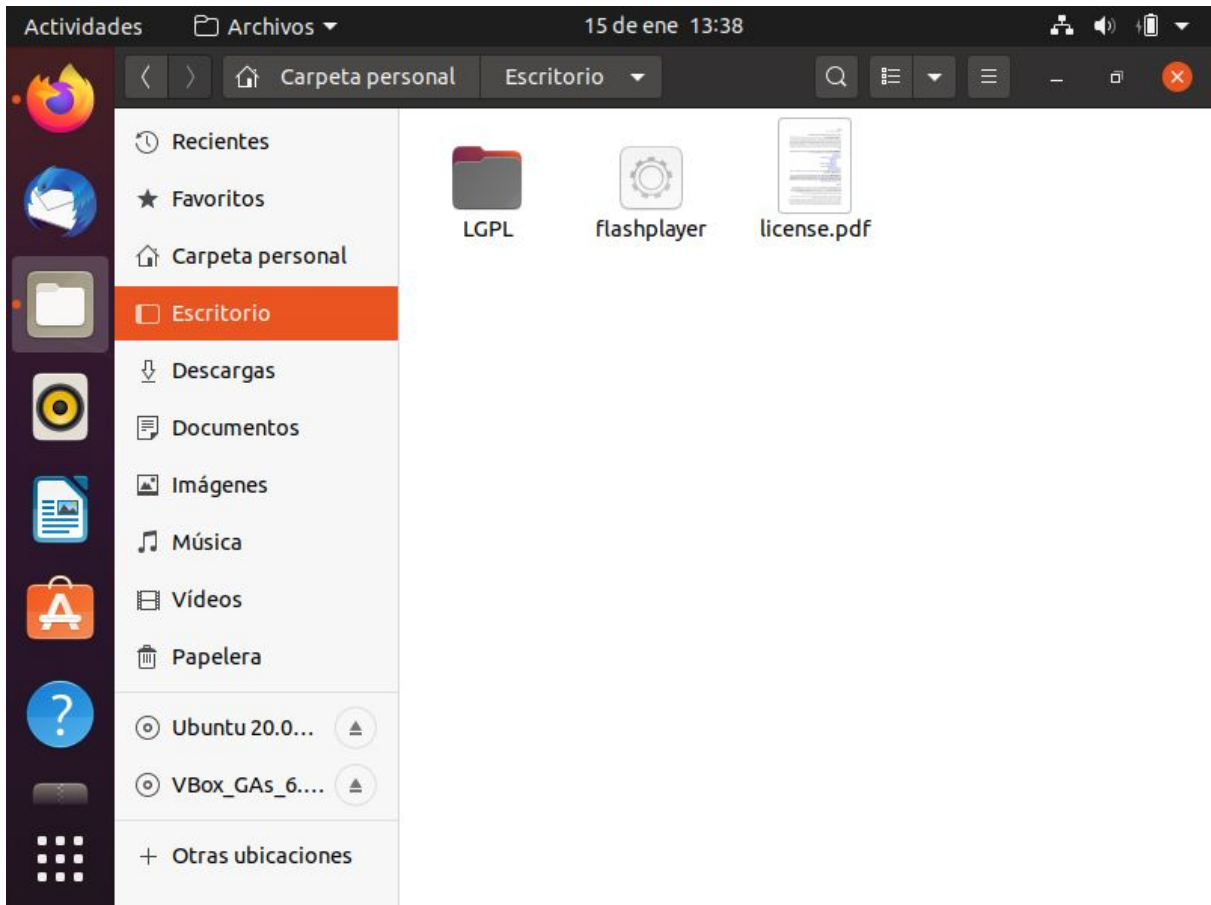 Actividades Archivos 15 de ene 13:38
Carpeta personal Escritorio
Recientes
Favoritos
Carpeta personal
Escritorio
Descargas
Documentos
Imágenes
Música
Vídeos
Papelera
Ubuntu 20.0...
VBox_GAs_6....
Otras ubicaciones
LGPL flashplayer license.pdf